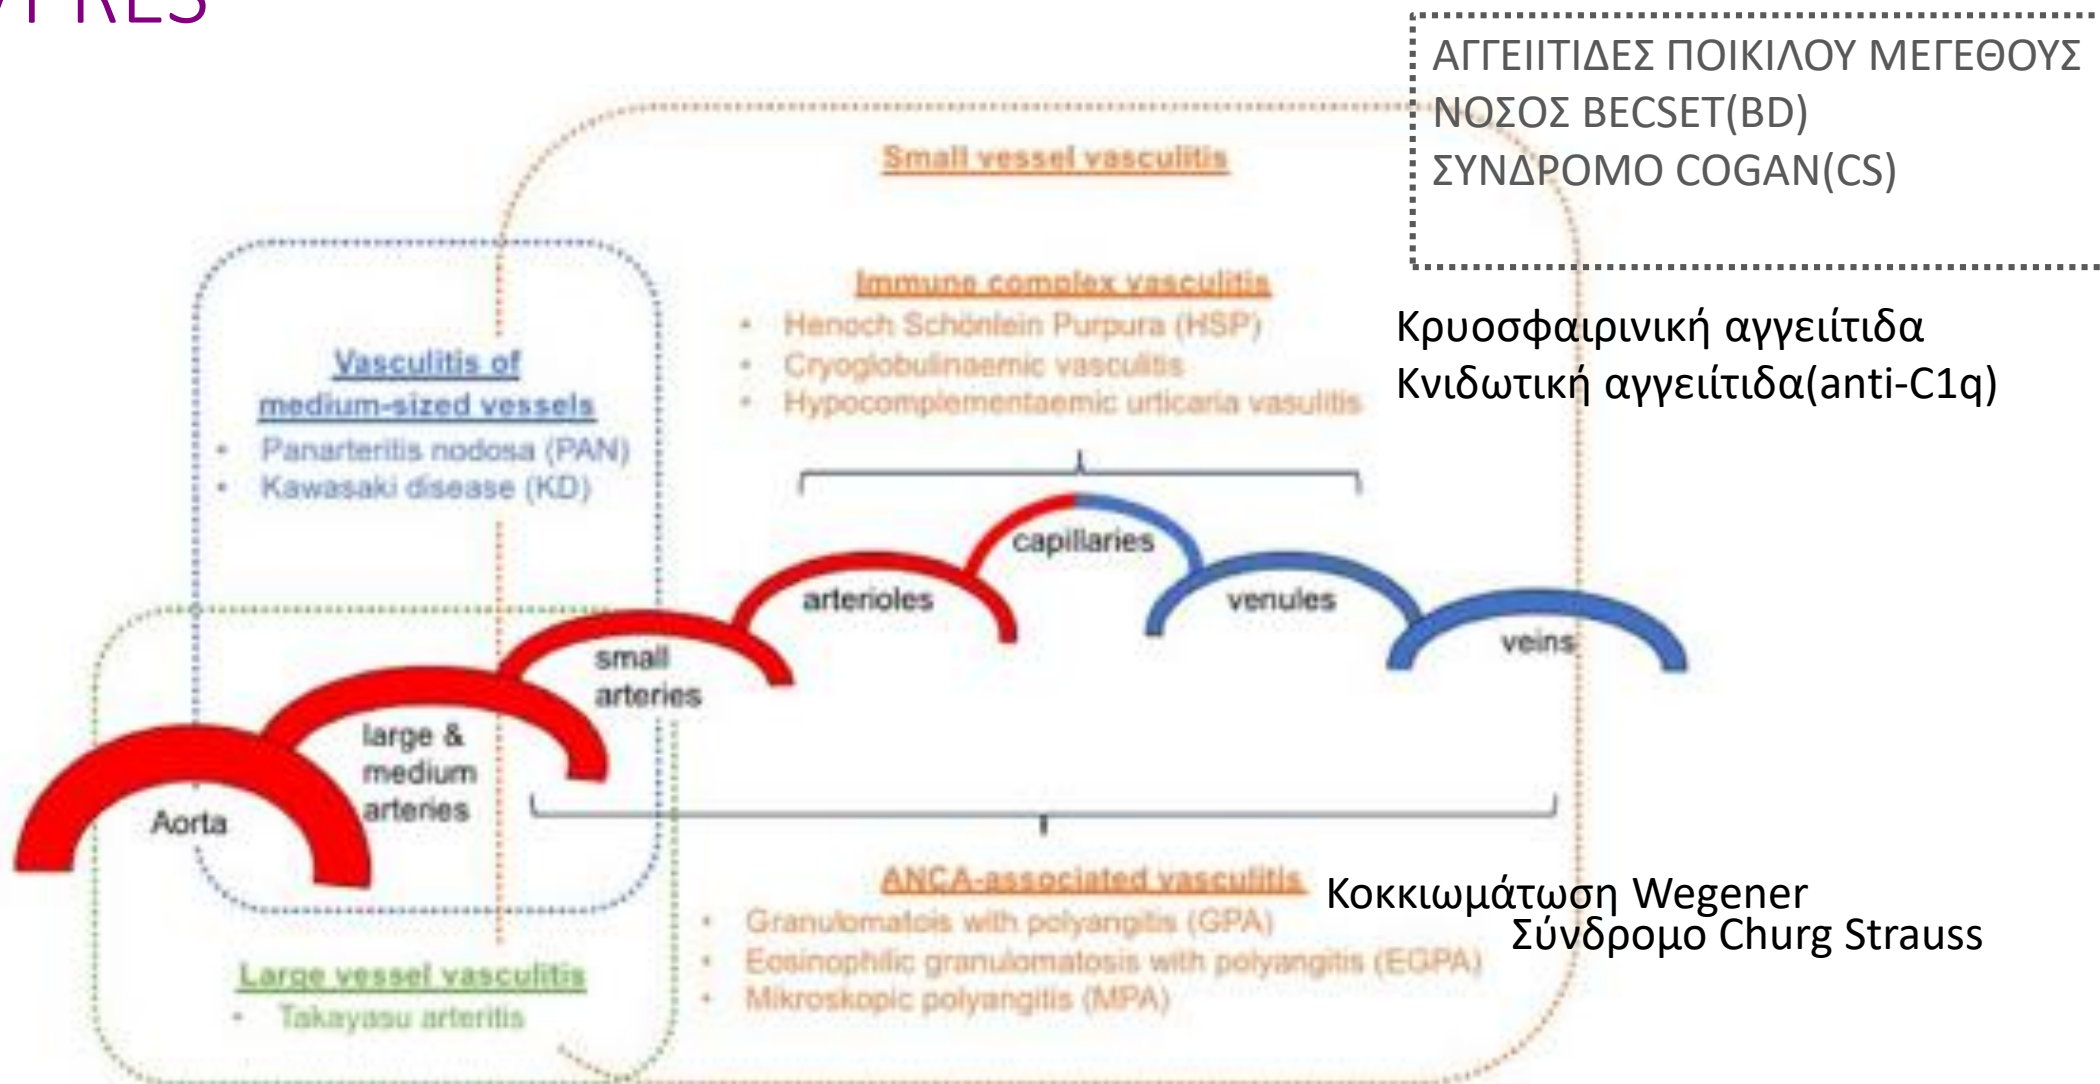 PRES
ΑΓΓΕΙΙΤΙΔΕΣ ΠΟΙΚΙΛΟΥ ΜΕΓΕΘΟΥΣ
ΝΟΣΟΣ BECSET(BD)
ΣΥΝΔΡΟΜΟ COGAN(CS)
Small vessel vasculitis
Immune complex vasculitis
• Henoch Schönlein Purpura (HSP)
• Cryoglobulinaemic vasculitis
• Hypocomplementaemic urticaria vasulitis
Κρυοσφαιρινική αγγειίτιδα
Κνιδωτική αγγειίτιδα(anti-C1q)
Vasculitis of
medium-sized vessels
• Panarteritis nodosa (PAN)
• Kawasaki disease (KD)
capillaries
arterioles
venules
veins
small
arteries
large &
medium
arteries
Aorta
ANCA-associated vasculitis
• Granulomatois with polyangitis (GPA)
• Eosinophilic granulomatosis with polyangitis (EGPA)
• Mikroskopic polyangitis (MPA)
Κοκκιωμάτωση Wegener
Σύνδρομο Churg Strauss
Large vessel vasculitis
• Takayasu arteritis